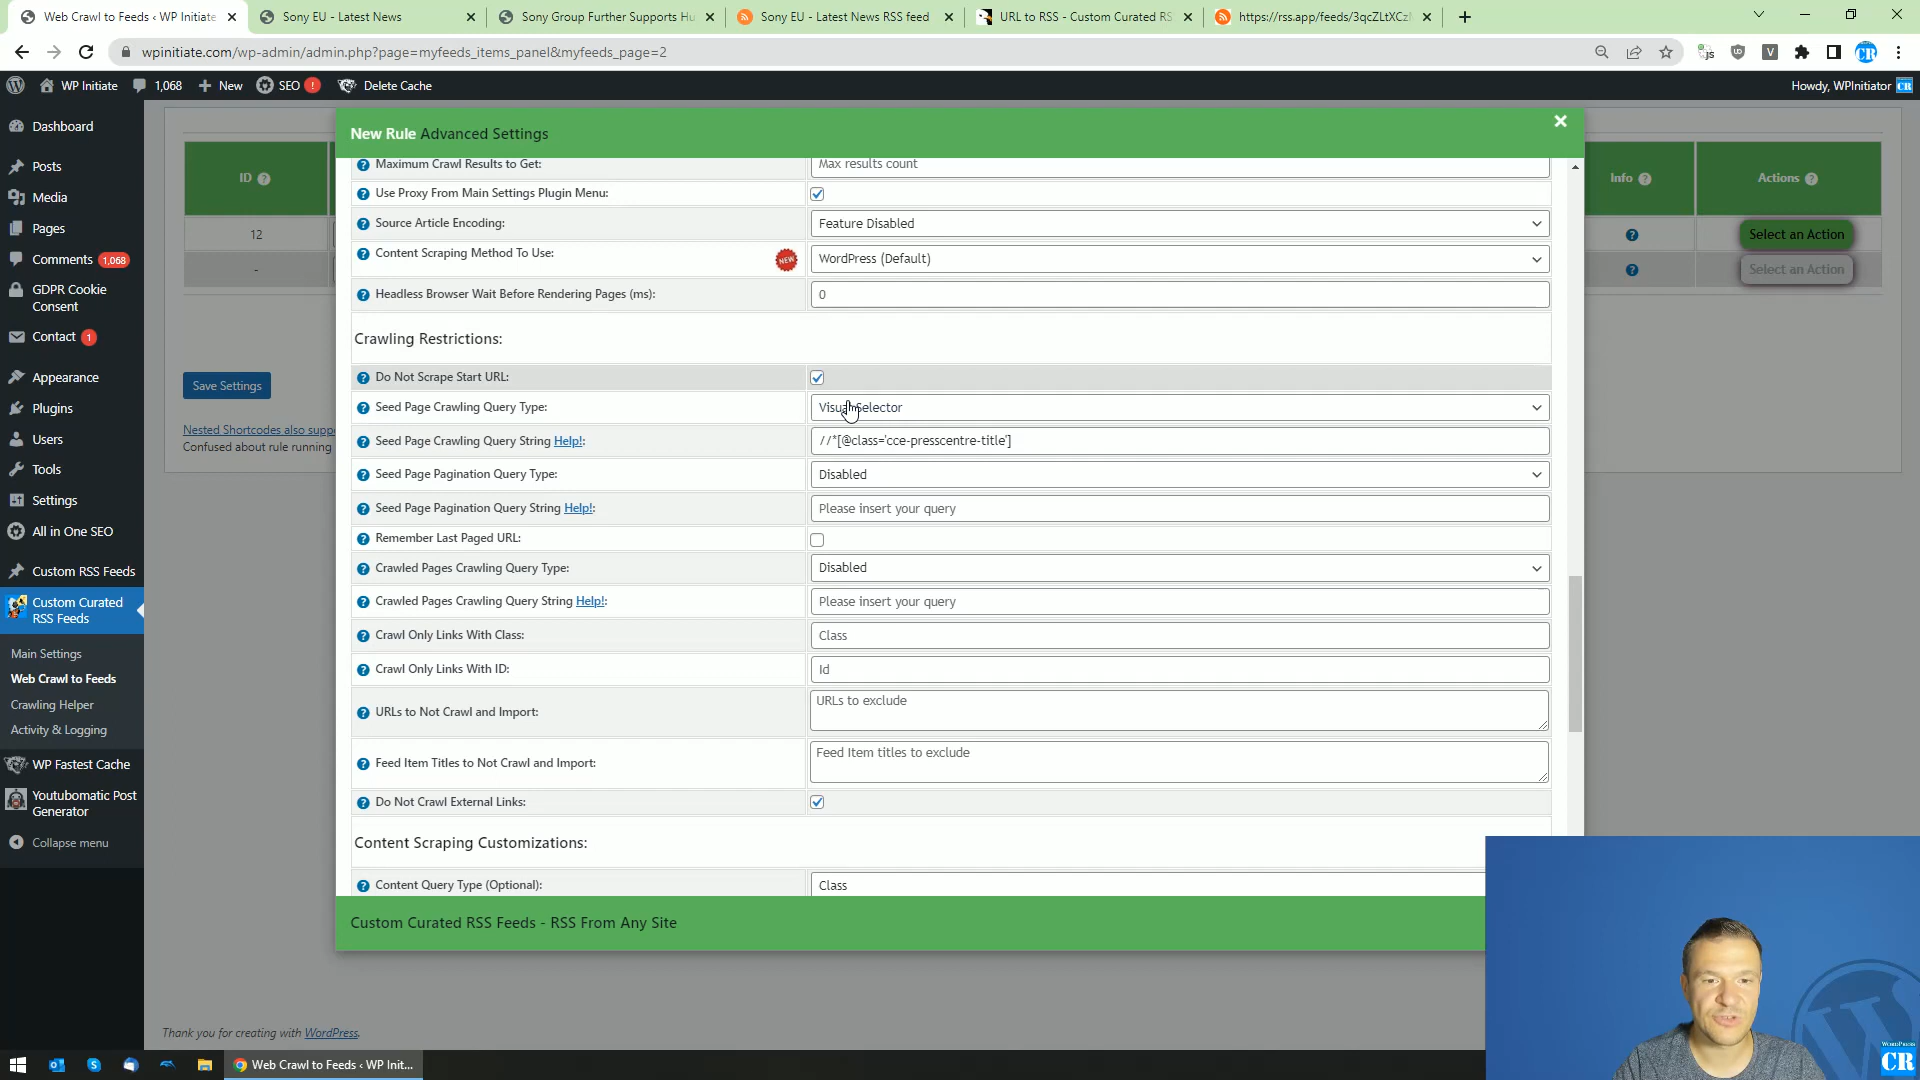 Web Crawl to Feeds ‹ WP Initiate
Sony EU - Latest News
Sony Group Further Supports Hu
Sony EU - Latest News RSS feed
URL to RSS - Custom Curated RS
https://rss.app/feeds/3qcZLtXCz
wpinitiate.com/wp-admin/admin.php?page=myfeeds_items_panel&myfeeds_page=2
WP Initiate
1,068
New
SEO
Delete Cache
Howdy, WPInitiator
Dashboard
Posts
Media
Pages
Comments 1,068
GDPR Cookie
Consent
Contact 1
Appearance
Plugins
Users
Tools
Settings
All in One SEO
Custom RSS Feeds
Custom Curated
RSS Feeds
Main Settings
Web Crawl to Feeds
Crawling Helper
Activity & Logging
WP Fastest Cache
Youtubomatic Post
Generator
Collapse menu
ID
12
-
Save Settings
Nested Shortcodes also supp
Confused about rule running
Info
Actions
Select an Action
Select an Action
New Rule Advanced Settings
Maximum Crawl Results to Get:
Max results count
Use Proxy From Main Settings Plugin Menu:
Source Article Encoding:
Feature Disabled
Content Scraping Method To Use:
NEW
WordPress (Default)
Headless Browser Wait Before Rendering Pages (ms):
0
Crawling Restrictions:
Do Not Scrape Start URL:
Seed Page Crawling Query Type:
Visual Selector
Seed Page Crawling Query String Help!:
//*[@class='cce-presscentre-title']
Seed Page Pagination Query Type:
Disabled
Seed Page Pagination Query String Help!:
Please insert your query
Remember Last Paged URL:
Crawled Pages Crawling Query Type:
Disabled
Crawled Pages Crawling Query String Help!:
Please insert your query
Crawl Only Links With Class:
Class
Crawl Only Links With ID:
Id
URLs to Not Crawl and Import:
URLs to exclude
Feed Item Titles to Not Crawl and Import:
Feed Item titles to exclude
Do Not Crawl External Links:
Content Scraping Customizations:
Content Query Type (Optional):
Class
Custom Curated RSS Feeds - RSS From Any Site
Thank you for creating with WordPress.
Web Crawl to Feeds ‹ WP Init...
WORDPRESS
CR